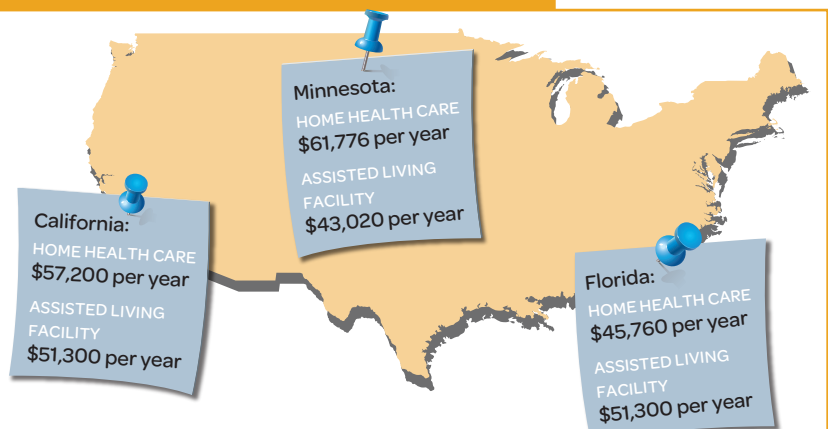 Minnesota:
HOME HEALTH CARE
$61,776 per year
ASSISTED LIVING
FACILITY
$43,020 per year
California:
HOME HEALTH CARE
$57,200 per year
ASSISTED LIVING
FACILITY
$51,300 per year
Florida:
HOME HEALTH CARE
$45,760 per year
ASSISTED LIVING
FACILITY
$51,300 per year